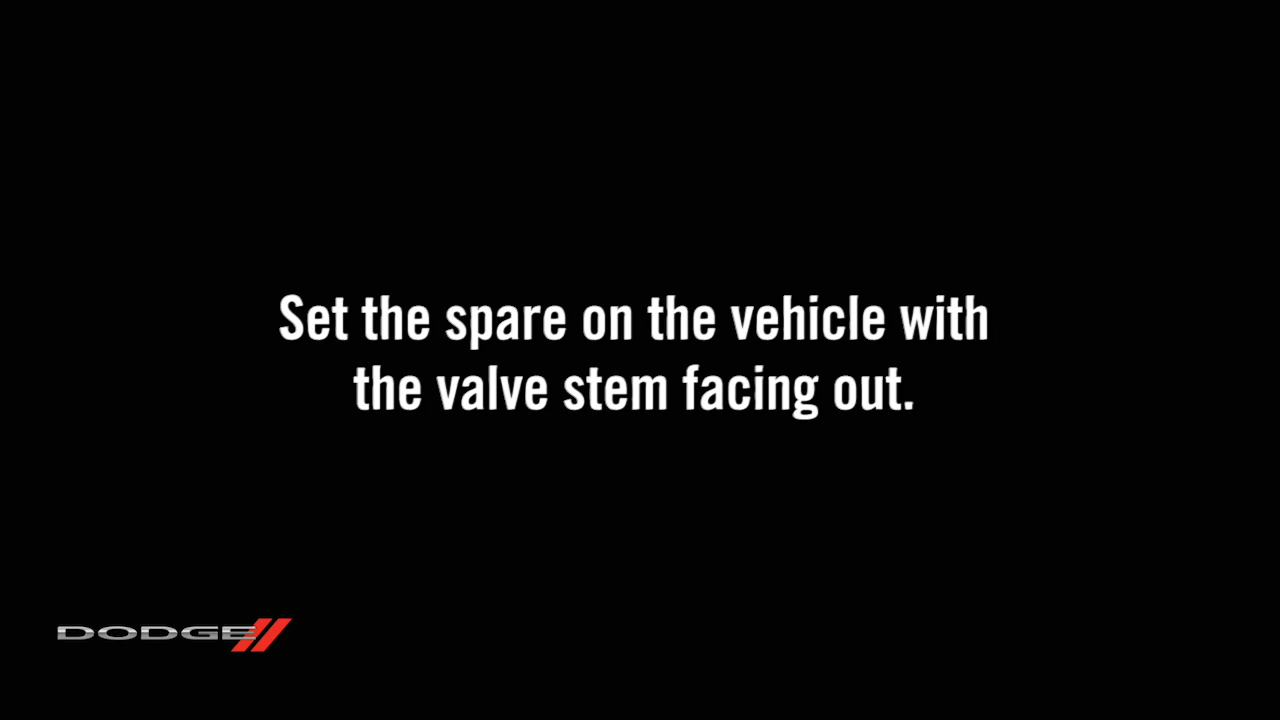 Set the spare on the vehicle with
the valve stem facing out.
DODGE